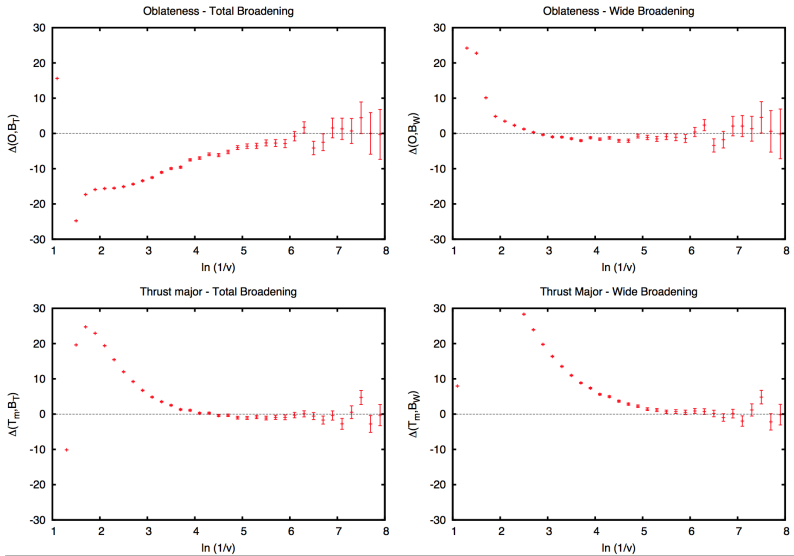 Oblateness - Total Broadening
Δ(O,B_T)
30
20
10
0
-10
-20
-30
1 2 3 4 5 6 7 8
ln (1/v)
Oblateness - Wide Broadening
Δ(O,B_W)
30
20
10
0
-10
-20
-30
1 2 3 4 5 6 7 8
ln (1/v)
Thrust major - Total Broadening
Δ(T_m,B_T)
30
20
10
0
-10
-20
-30
1 2 3 4 5 6 7 8
ln (1/v)
Thrust Major - Wide Broadening
Δ(T_m,B_W)
30
20
10
0
-10
-20
-30
1 2 3 4 5 6 7 8
ln (1/v)